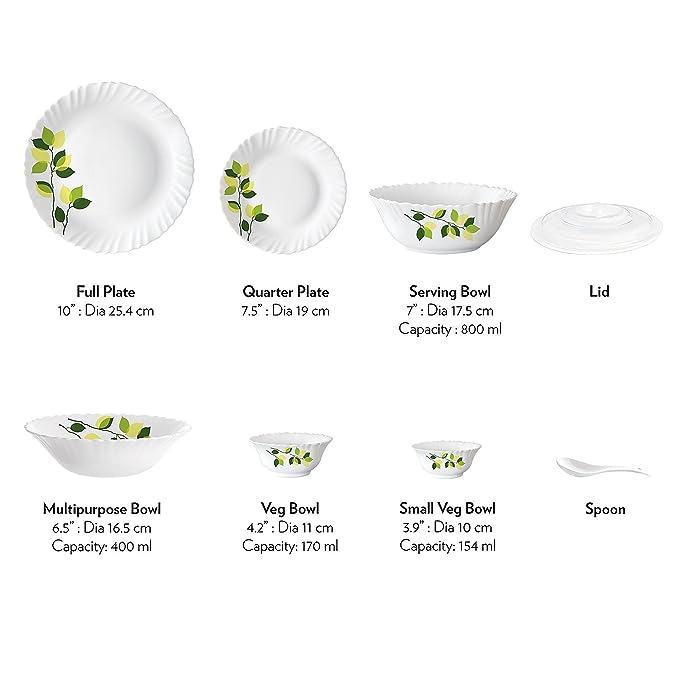 Full Plate
10” : Dia 25.4 cm
Quarter Plate
7.5” : Dia 19 cm
Serving Bowl
7” : Dia 17.5 cm
Capacity : 800 ml
Lid
Multipurpose Bowl
6.5” : Dia 16.5 cm
Capacity: 400 ml
Veg Bowl
4.2” : Dia 11 cm
Capacity: 170 ml
Small Veg Bowl
3.9” : Dia 10 cm
Capacity: 154 ml
Spoon